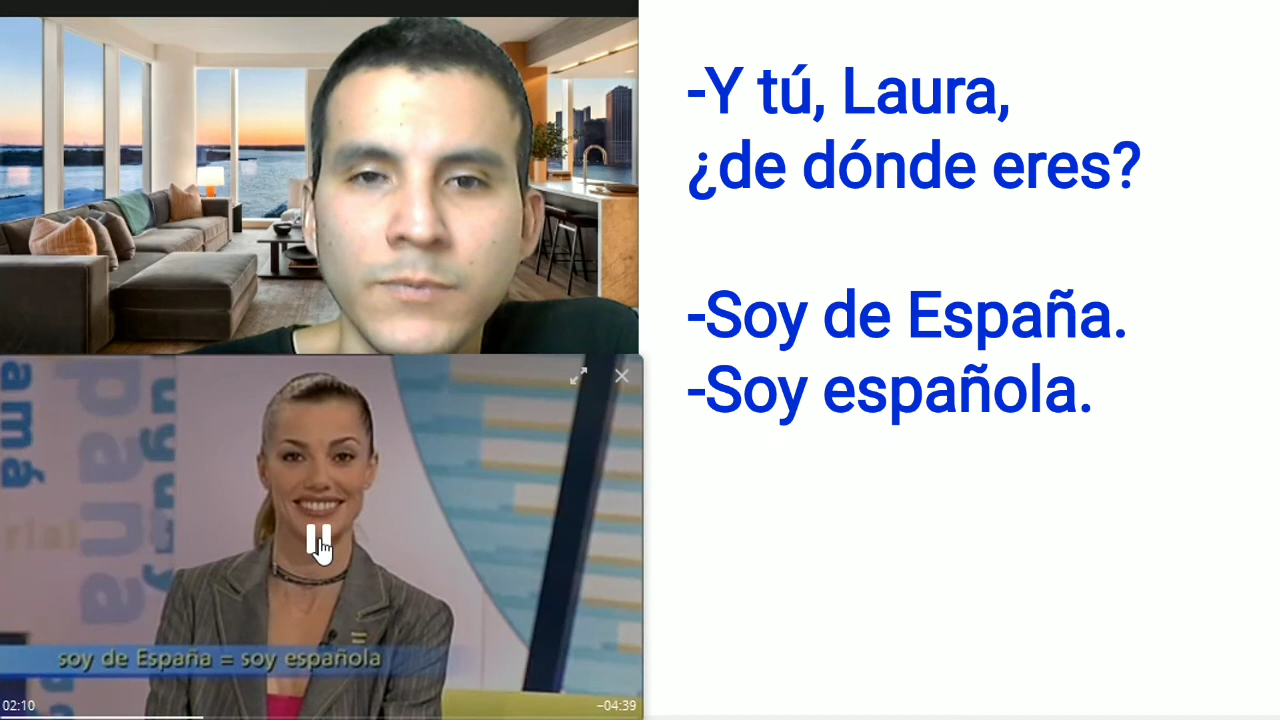 -Y tú, Laura,
¿de dónde eres?
-Soy de España.
-Soy española.
amá
soy de España = soy española
02:10
−04:39